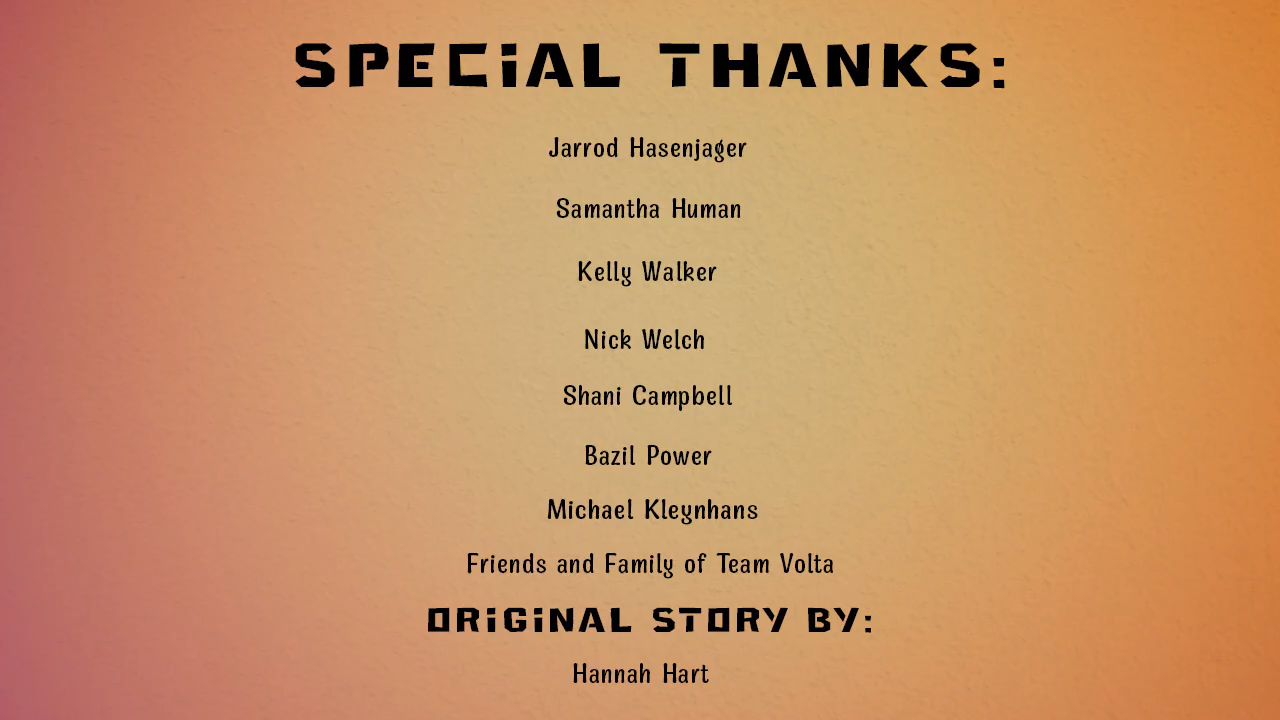 SPECiAL THANKS:
Jarrod Hasenjager
Samantha Human
Kelly Walker
Nick Welch
Shani Campbell
Bazil Power
Michael Kleynhans
Friends and Family of Team Volta
ORiGiNAL STORY BY:
Hannah Hart